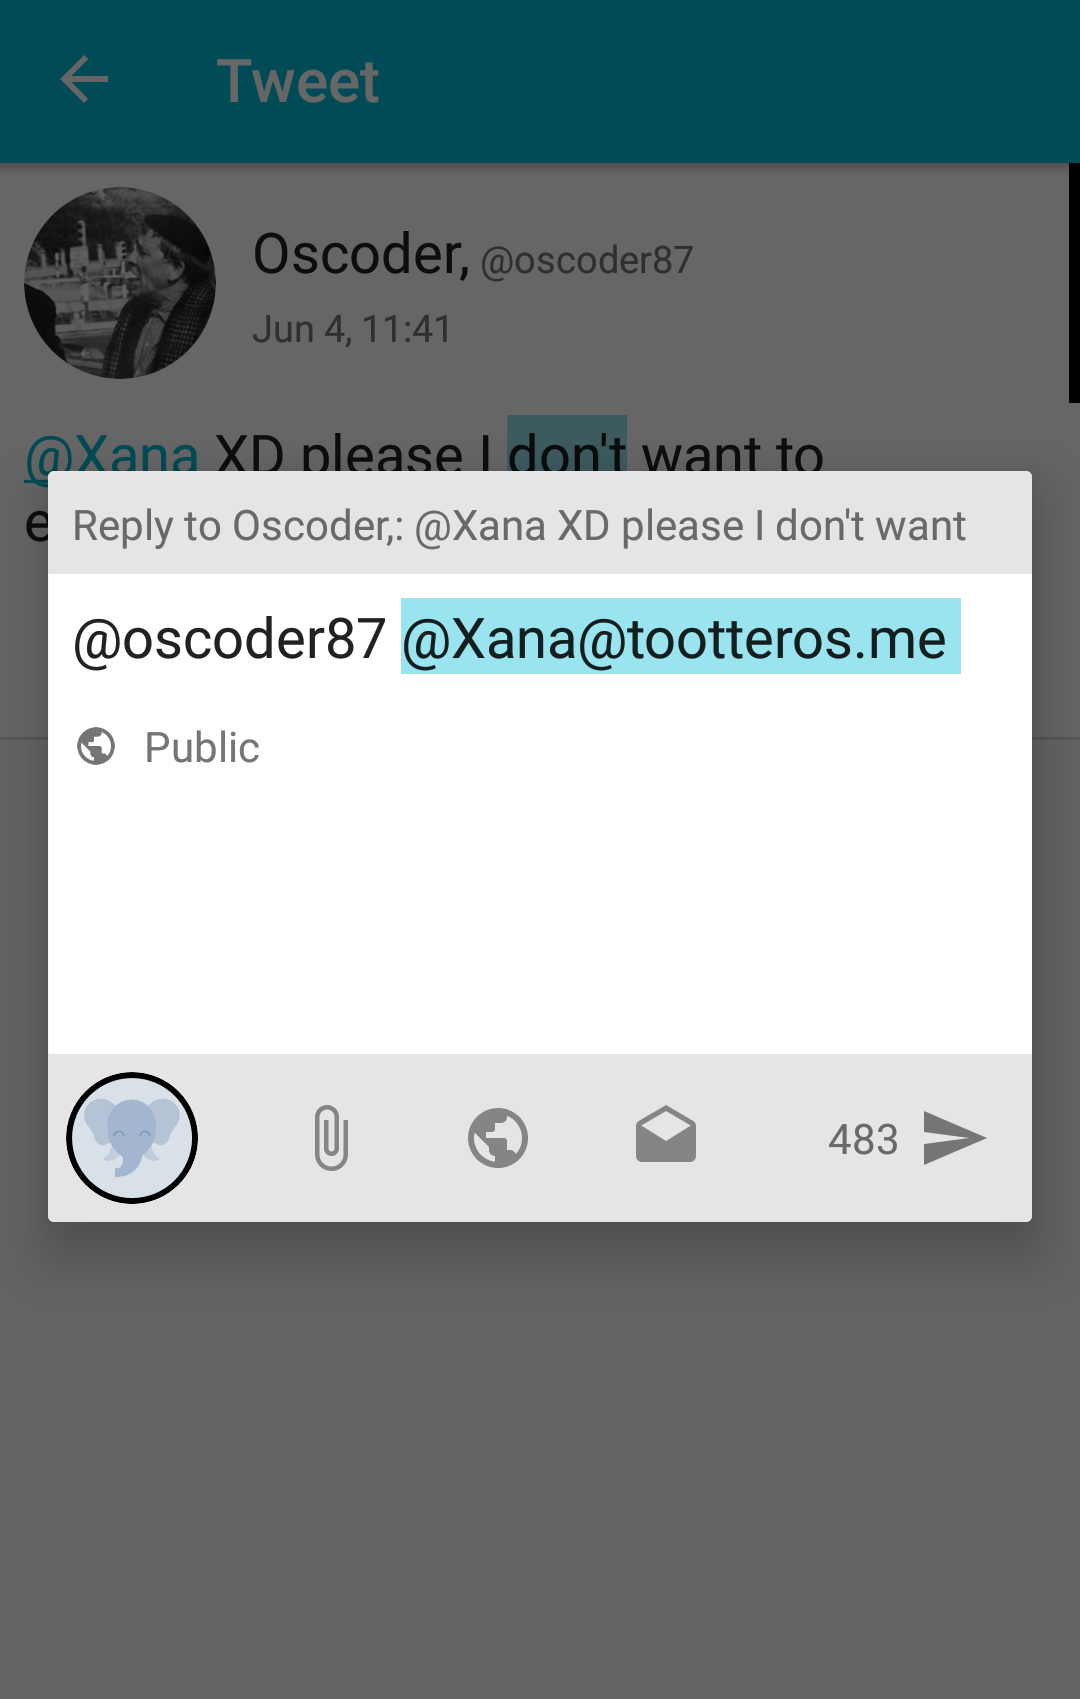 Tweet
Oscoder, @oscoder87
Jun 4, 11:41
@Xana XD please I don't want to
e
Reply to Oscoder,: @Xana XD please I don't want
@oscoder87 @Xana@tootteros.me
Public
483